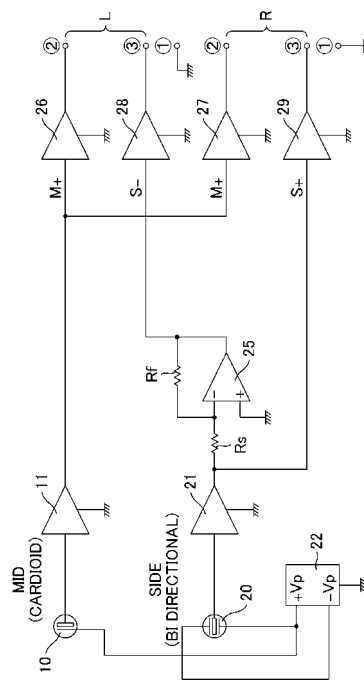 MID
(CARDIOID)
10
11
M+
26
②
L
S−
28
③
①
M+
27
②
R
S+
29
③
①
Rf
25
−
+
Rs
SIDE
(BI DIRECTIONAL)
21
20
+Vp
−Vp
22